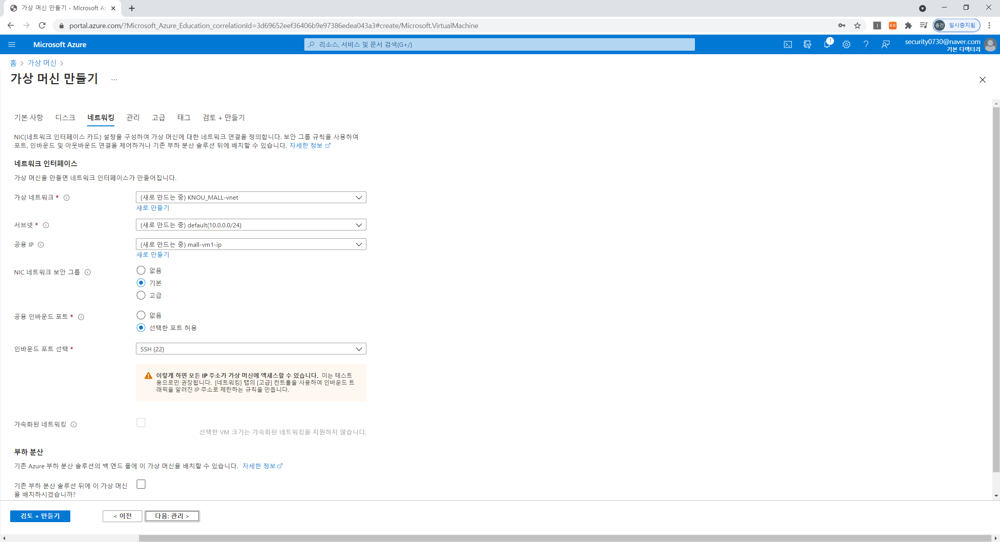 가상 머신 만들기 - Microsoft Az
portal.azure.com/?Microsoft_Azure_Education_correlationId=3d69652eef36406b9e97386edea043a3#create/Microsoft.VirtualMachine
EX
충건 일시중지됨
Microsoft Azure
리소스, 서비스 및 문서 검색(G+/)
1
security0730@naver.com
기본 디렉터리
홈 > 가상 머신 >
가상 머신 만들기 ...
기본 사항 디스크 네트워킹 관리 고급 태그 검토 + 만들기
NIC(네트워크 인터페이스 카드) 설정을 구성하여 가상 머신에 대한 네트워크 연결을 정의합니다. 보안 그룹 규칙을 사용하여
포트, 인바운드 및 아웃바운드 연결을 제어하거나 기존 부하 분산 솔루션 뒤에 배치할 수 있습니다. 자세한 정보
네트워크 인터페이스
가상 머신을 만들면 네트워크 인터페이스가 만들어집니다.
가상 네트워크 * (새로 만드는 중) KNOU_MALL-vnet
새로 만들기
서브넷 * (새로 만드는 중) default(10.0.0.0/24)
공용 IP (새로 만드는 중) mall-vm1-ip
새로 만들기
NIC 네트워크 보안 그룹 없음
기본
고급
공용 인바운드 포트 * 없음
선택한 포트 허용
인바운드 포트 선택 * SSH (22)
이렇게 하면 모든 IP 주소가 가상 머신에 액세스할 수 있습니다. 이는 테스트
용으로만 권장됩니다. [네트워킹] 탭의 [고급] 컨트롤을 사용하여 인바운드 트
래픽을 알려진 IP 주소로 제한하는 규칙을 만듭니다.
가속화된 네트워킹
선택한 VM 크기는 가속화된 네트워킹을 지원하지 않습니다.
부하 분산
기존 Azure 부하 분산 솔루션의 백 엔드 풀에 이 가상 머신을 배치할 수 있습니다. 자세한 정보
기존 부하 분산 솔루션 뒤에 이 가상 머신
을 배치하시겠습니까?
검토 + 만들기 < 이전 다음: 관리 >